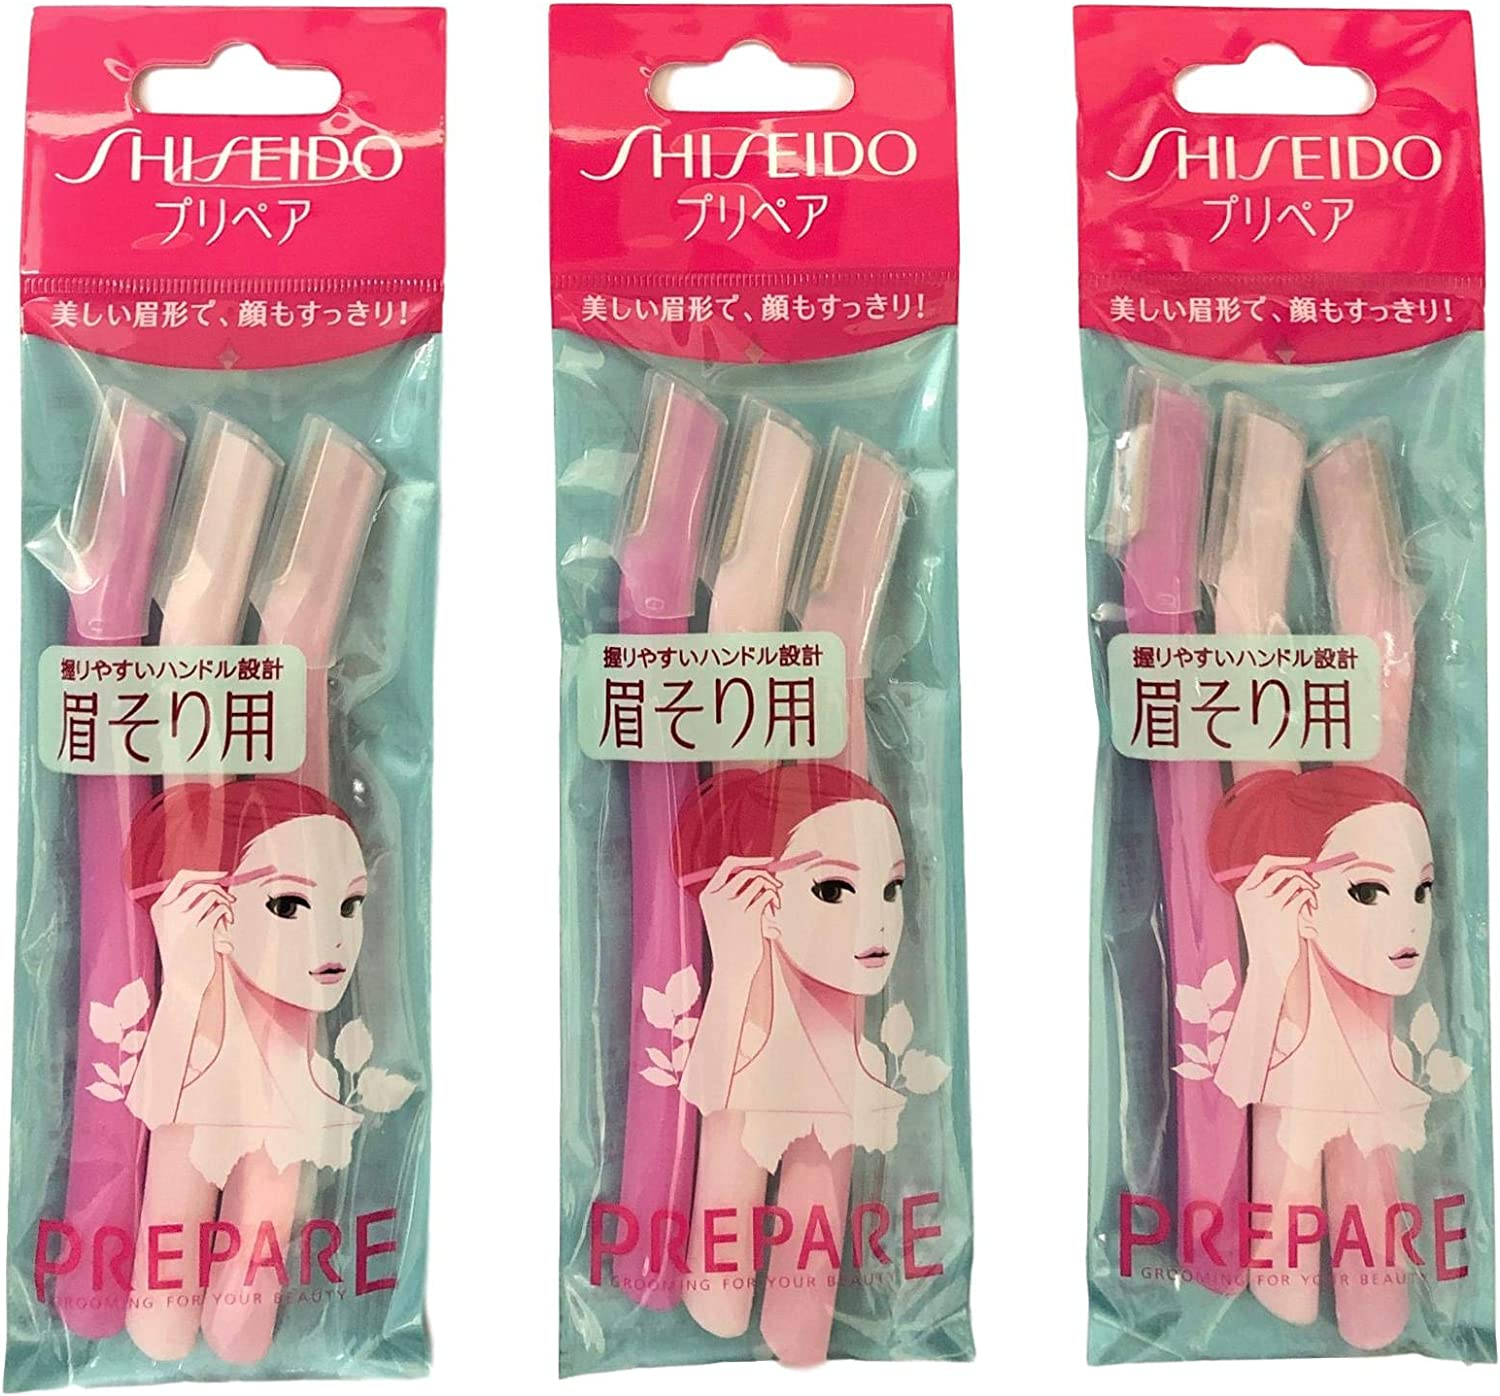 SHISEIDO
プリペア
美しい眉形で、顔もすっきり!
握りやすいハンドル設計
眉そり用
PREPARE
GROOMING FOR YOUR BEAUTY
SHISEIDO
プリペア
美しい眉形で、顔もすっきり!
握りやすいハンドル設計
眉そり用
PREPARE
GROOMING FOR YOUR BEAUTY
SHISEIDO
プリペア
美しい眉形で、顔もすっきり!
握りやすいハンドル設計
眉そり用
PREPARE
GROOMING FOR YOUR BEAUTY